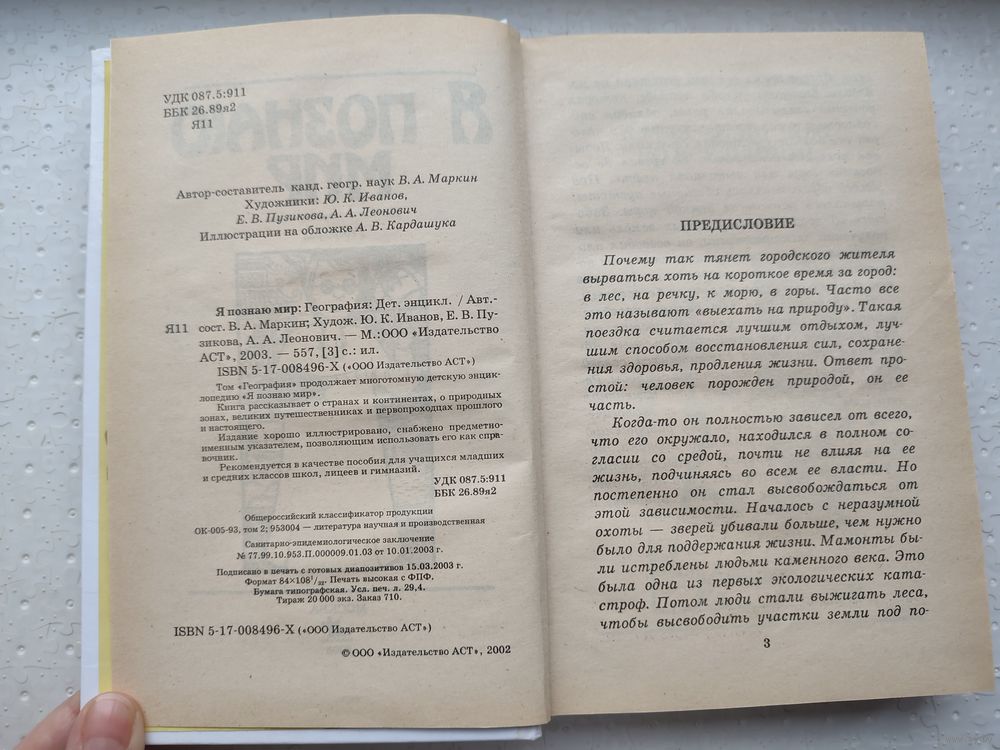 УДК 087.5:911
ББК 26.89я2
Я11
Автор-составитель канд. геогр. наук В. А. Маркин
Художники: Ю. К. Иванов,
Е. В. Пузикова, А. А. Леонович
Иллюстрации на обложке А. В. Кардашука
Я познаю мир: География: Дет. энцикл. / Авт.-
Я11 сост. В. А. Маркин; Худож. Ю. К. Иванов, Е. В. Пу-
зикова, А. А. Леонович. — М.: ООО «Издательство
АСТ», 2003. — 557, [3] с.: ил.
ISBN 5-17-008496-X («ООО Издательство АСТ»)
Том «География» продолжает многотомную детскую энцик-
лопедию «Я познаю мир».
Книга рассказывает о странах и континентах, о природных
зонах, великих путешественниках и первопроходцах прошлого
и настоящего.
Издание хорошо иллюстрировано, снабжено предметно-
именным указателем, позволяющим использовать его как спра-
вочник.
Рекомендуется в качестве пособия для учащихся младших
и средних классов школ, лицеев и гимназий.
УДК 087.5:911
ББК 26.89я2
Общероссийский классификатор продукции
ОК-005-93, том 2; 953004 — литература научная и производственная
Санитарно-эпидемиологическое заключение
№ 77.99.10.953.П.000009.01.03 от 10.01.2003 г.
Подписано в печать с готовых диапозитивов 15.03.2003 г.
Формат 84×108¹/₃₂. Печать высокая с ФПФ.
Бумага типографская. Усл. печ. л. 29,4.
Тираж 20 000 экз. Заказ 710.
ISBN 5-17-008496-X («ООО Издательство АСТ»)
© ООО «Издательство АСТ», 2002
ПРЕДИСЛОВИЕ
Почему так тянет городского жителя
вырваться хоть на короткое время за город:
в лес, на речку, к морю, в горы. Часто все
это называют «выехать на природу». Такая
поездка считается лучшим отдыхом, луч-
шим способом восстановления сил, сохране-
ния здоровья, продления жизни. Ответ про-
стой: человек порожден природой, он ее
часть.
Когда-то он полностью зависел от всего,
что его окружало, находился в полном со-
гласии со средой, почти не влияя на ее
жизнь, подчиняясь во всем ее власти. Но
постепенно он стал высвобождаться от
этой зависимости. Началось с неразумной
охоты — зверей убивали больше, чем нужно
было для поддержания жизни. Мамонты бы-
ли истреблены людьми каменного века. Это
была одна из первых экологических ката-
строф. Потом люди стали выжигать леса,
чтобы высвободить участки земли под по-
3